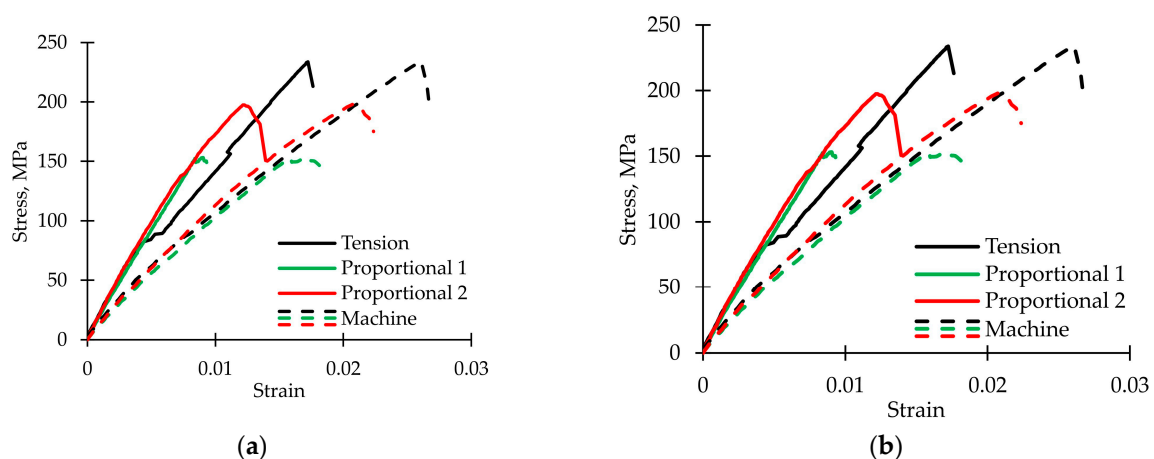 250
200
150
100
50
0
Stress, MPa
Tension
Proportional 1
Proportional 2
Machine
0
0.01
0.02
0.03
Strain
(a)
250
200
150
100
50
0
Stress, MPa
Tension
Proportional 1
Proportional 2
Machine
0
0.01
0.02
0.03
Strain
(b)